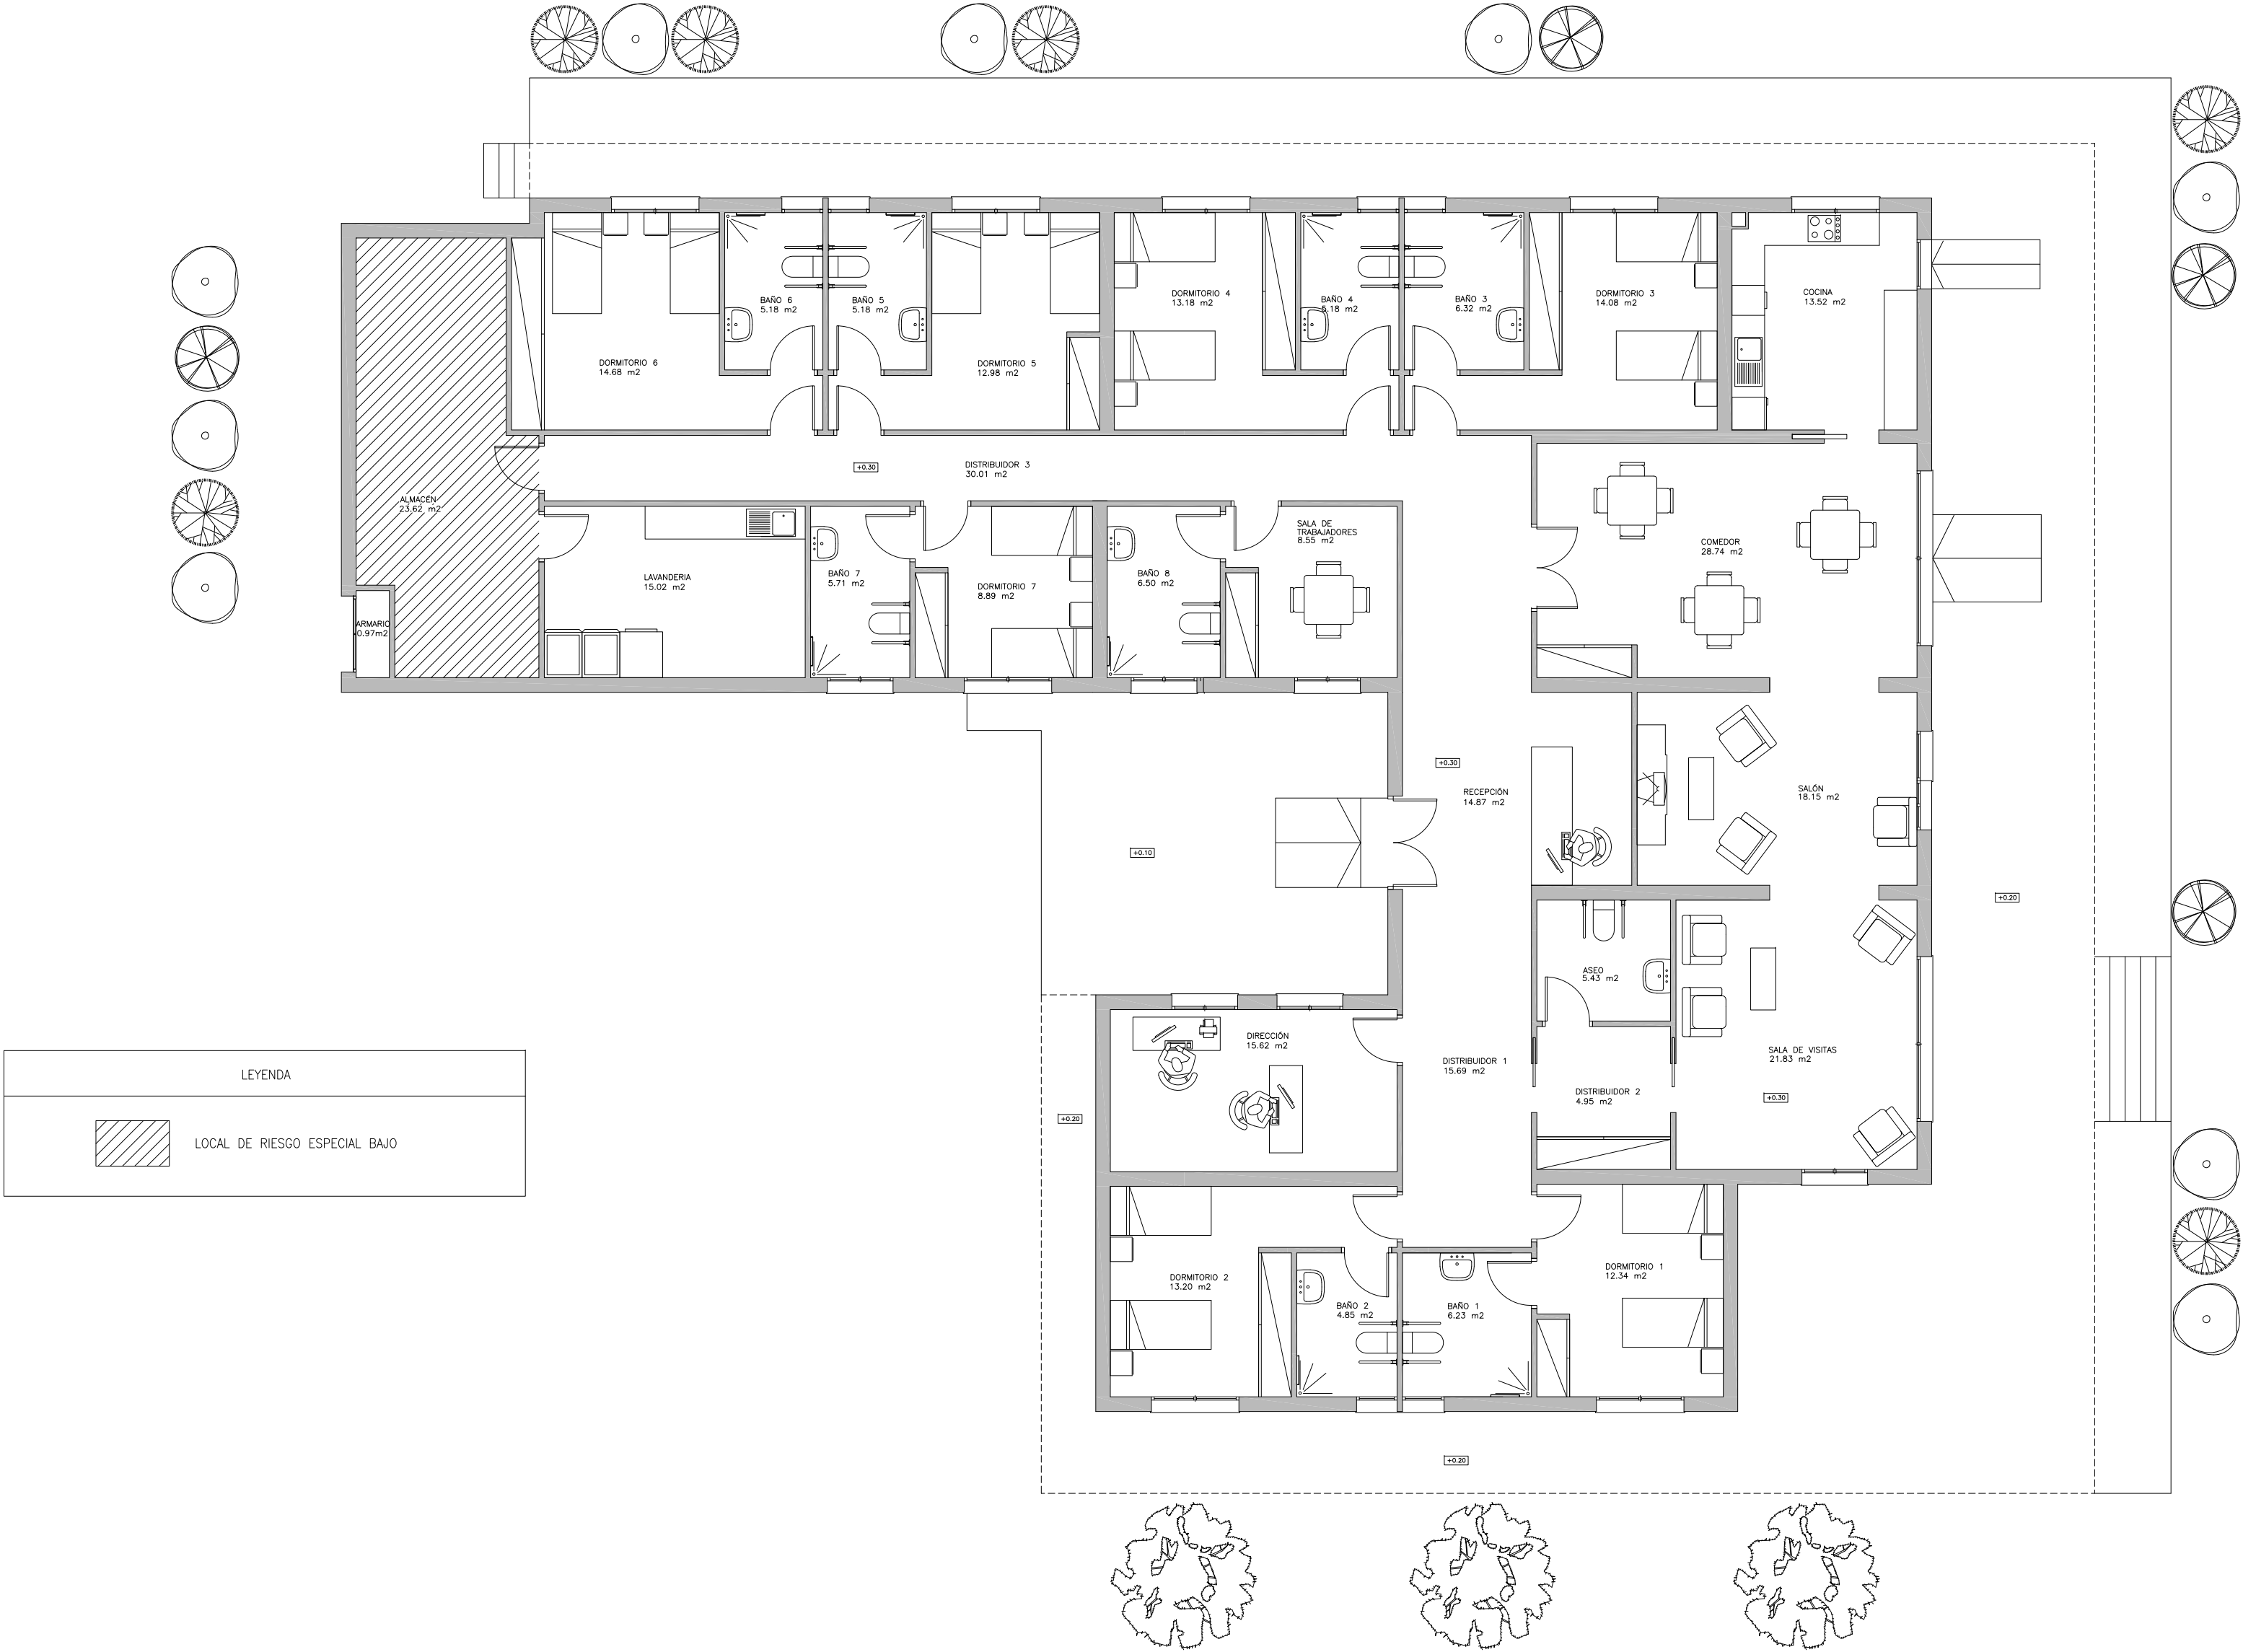 DORMITORIO 6
14.68 m2
BAÑO 6
5.18 m2
BAÑO 5
5.18 m2
DORMITORIO 5
12.98 m2
DORMITORIO 4
13.18 m2
BAÑO 4
5.18 m2
BAÑO 3
6.32 m2
DORMITORIO 3
14.08 m2
COCINA
13.52 m2
+0.30
DISTRIBUIDOR 3
30.01 m2
ALMACÉN
23.62 m2
ARMARIO
0.97m2
LAVANDERIA
15.02 m2
BAÑO 7
5.71 m2
DORMITORIO 7
8.89 m2
BAÑO 8
6.50 m2
SALA DE
TRABAJADORES
8.55 m2
COMEDOR
28.74 m2
+0.30
RECEPCIÓN
14.87 m2
SALÓN
18.15 m2
+0.10
+0.20
ASEO
5.43 m2
DIRECCIÓN
15.62 m2
DISTRIBUIDOR 1
15.69 m2
SALA DE VISITAS
21.83 m2
+0.30
DISTRIBUIDOR 2
4.95 m2
+0.20
LEYENDA
LOCAL DE RIESGO ESPECIAL BAJO
DORMITORIO 2
13.20 m2
BAÑO 2
4.85 m2
BAÑO 1
6.23 m2
DORMITORIO 1
12.34 m2
+0.20